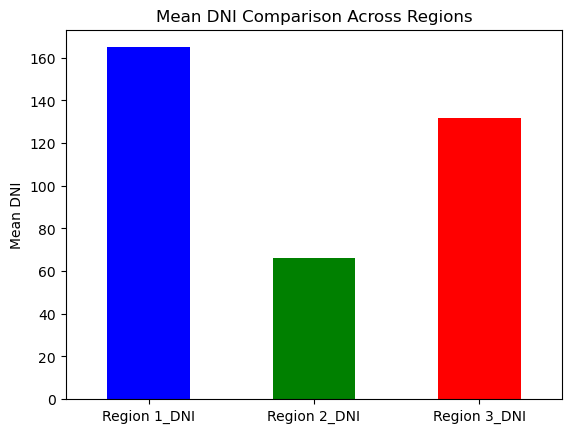 Mean DNI Comparison Across Regions
Mean DNI
160
140
120
100
80
60
40
20
0
Region 1_DNI
Region 2_DNI
Region 3_DNI